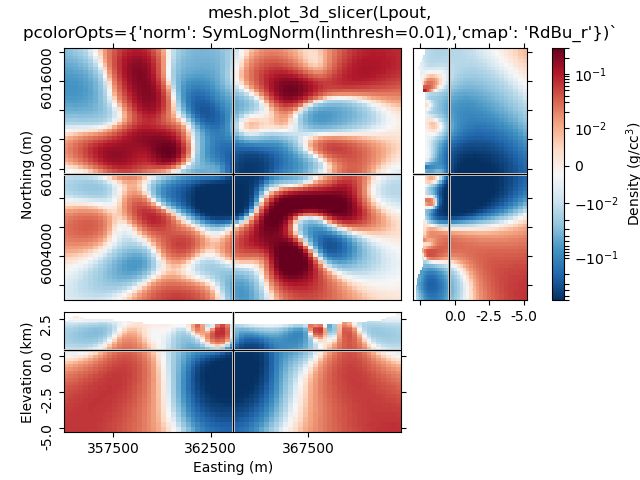 mesh.plot_3d_slicer(Lpout,
pcolorOpts={'norm': SymLogNorm(linthresh=0.01),'cmap': 'RdBu_r'})`
Northing (m)
6016000
6010000
6004000
0.0 -2.5 -5.0
10⁻¹
10⁻²
0
−10⁻²
−10⁻¹
Density (g/cc³)
Elevation (km)
2.5
0.0
-2.5
-5.0
357500 362500 367500
Easting (m)